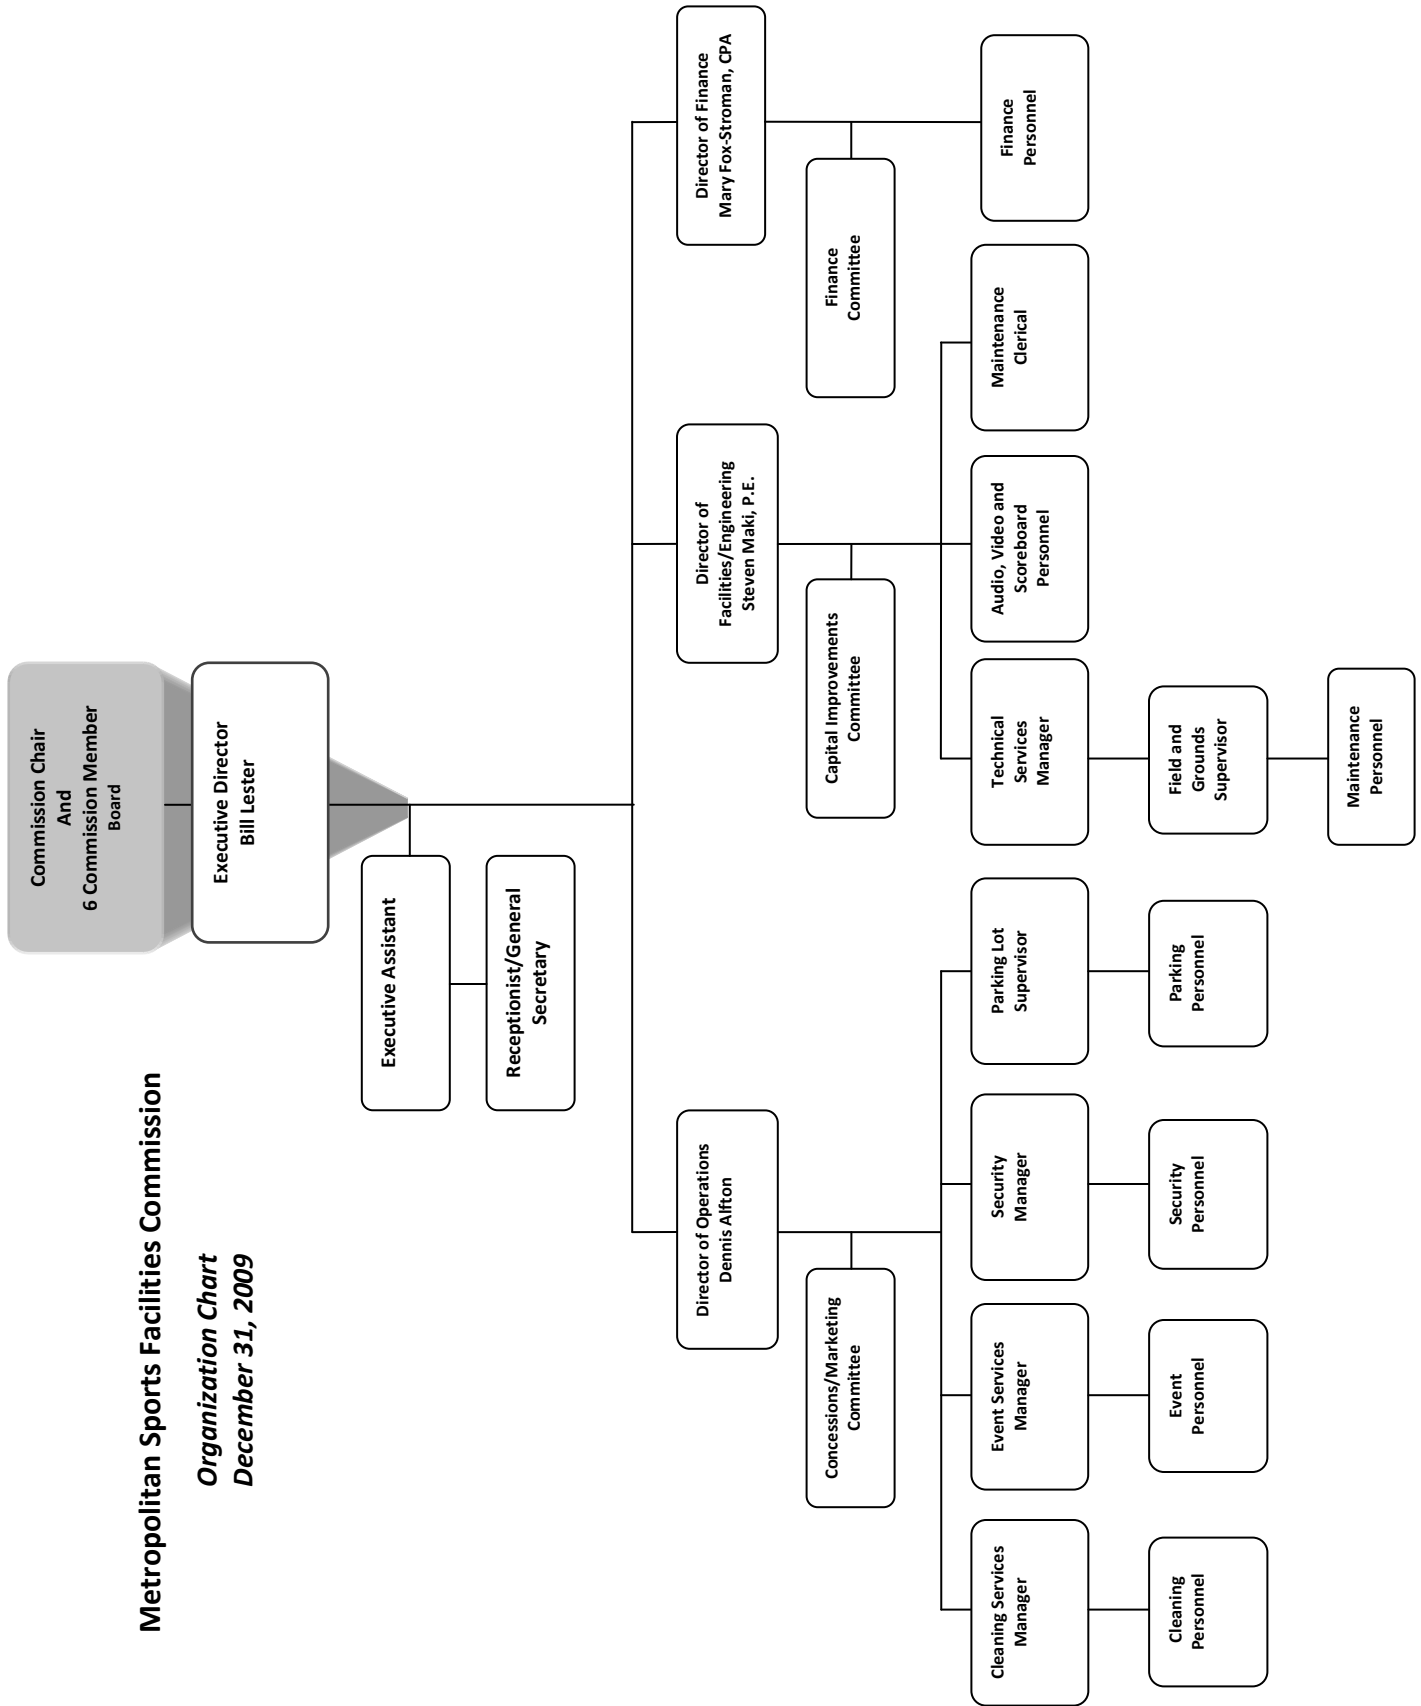 Metropolitan Sports Facilities Commission
Organization Chart
December 31, 2009
Commission Chair
And
6 Commission Member
Board
Executive Director
Bill Lester
Executive Assistant
Receptionist/General
Secretary
Director of Operations
Dennis Alfton
Director of
Facilities/Engineering
Steven Maki, P.E.
Director of Finance
Mary Fox-Stroman, CPA
Concessions/Marketing
Committee
Capital Improvements
Committee
Finance
Committee
Cleaning Services
Manager
Event Services
Manager
Security
Manager
Parking Lot
Supervisor
Technical
Services
Manager
Audio, Video and
Scoreboard
Personnel
Maintenance
Clerical
Finance
Personnel
Cleaning
Personnel
Event
Personnel
Security
Personnel
Parking
Personnel
Field and
Grounds
Supervisor
Maintenance
Personnel